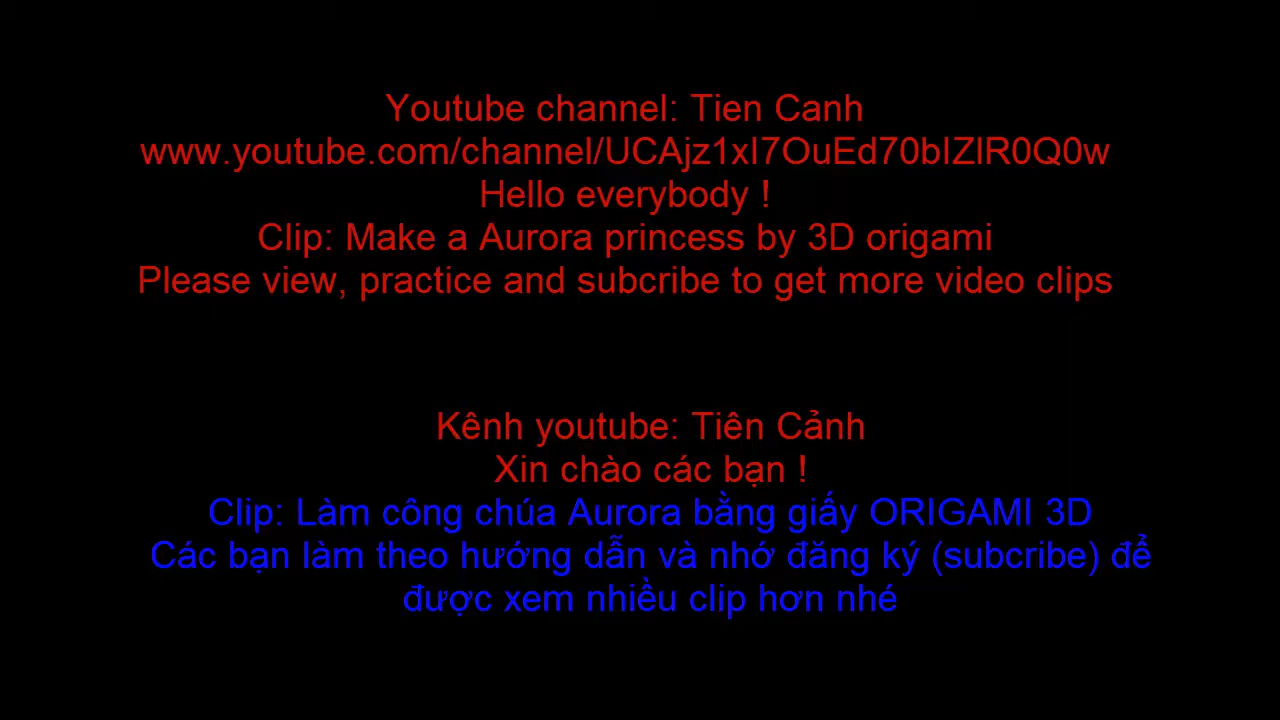 Youtube channel: Tien Canh
www.youtube.com/channel/UCAjz1xI7OuEd70bIZlR0Q0w
Hello everybody !
Clip: Make a Aurora princess by 3D origami
Please view, practice and subcribe to get more video clips
Kênh youtube: Tiên Cảnh
Xin chào các bạn !
Clip: Làm công chúa Aurora bằng giấy ORIGAMI 3D
Các bạn làm theo hướng dẫn và nhớ đăng ký (subcribe) để
được xem nhiều clip hơn nhé